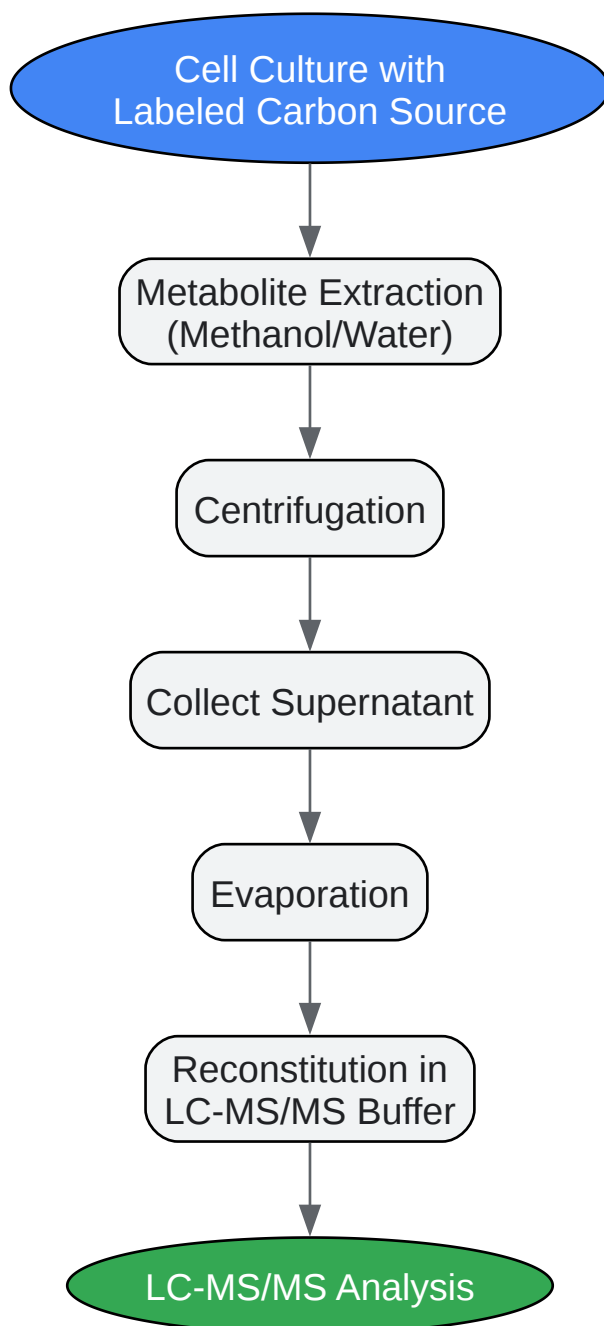 Cell Culture with
Labeled Carbon Source
Metabolite Extraction
(Methanol/Water)
Centrifugation
Collect Supernatant
Evaporation
Reconstitution in
LC-MS/MS Buffer
LC-MS/MS Analysis